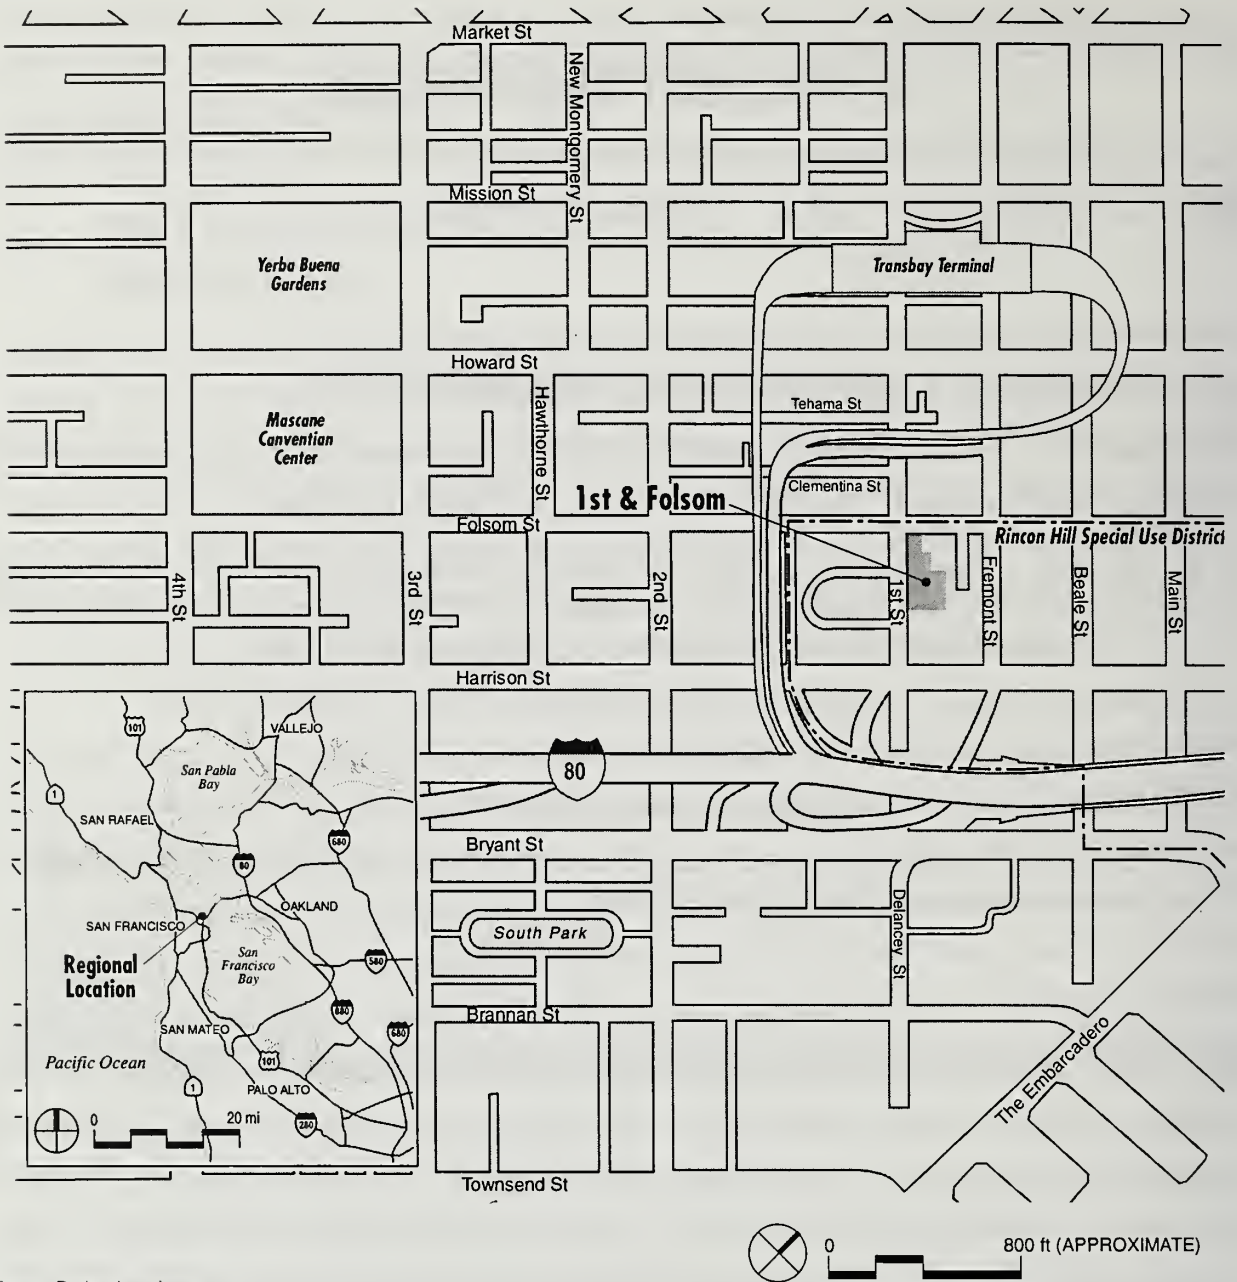 Market St
New Montgomery St
Mission St
Yerba Buena
Gardens
Transbay Terminal
Howard St
Hawthorne St
Tehama St
Mascane
Canvention
Center
Clementina St
1st & Folsom
Folsom St
Rincon Hill Special Use District
4th St
3rd St
2nd St
1st St
Fremont St
Beale St
Main St
Harrison St
80
Bryant St
South Park
Delancey St
Brannan St
The Embarcadero
Townsend St
101
VALLEJO
San Pabla
Bay
1
SAN RAFAEL
680
80
OAKLAND
SAN FRANCISCO
San
Francisco
Bay
580
Regional
Location
880
680
SAN MATEO
101
Pacific Ocean
1
PALO ALTO
280
0 20 mi
0 800 ft (APPROXIMATE)